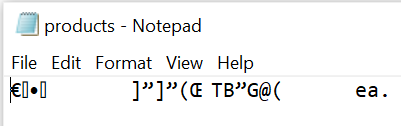 products - Notepad
File Edit Format View Help
€▯•▯ ]”]”(Œ TB”G@( ea.